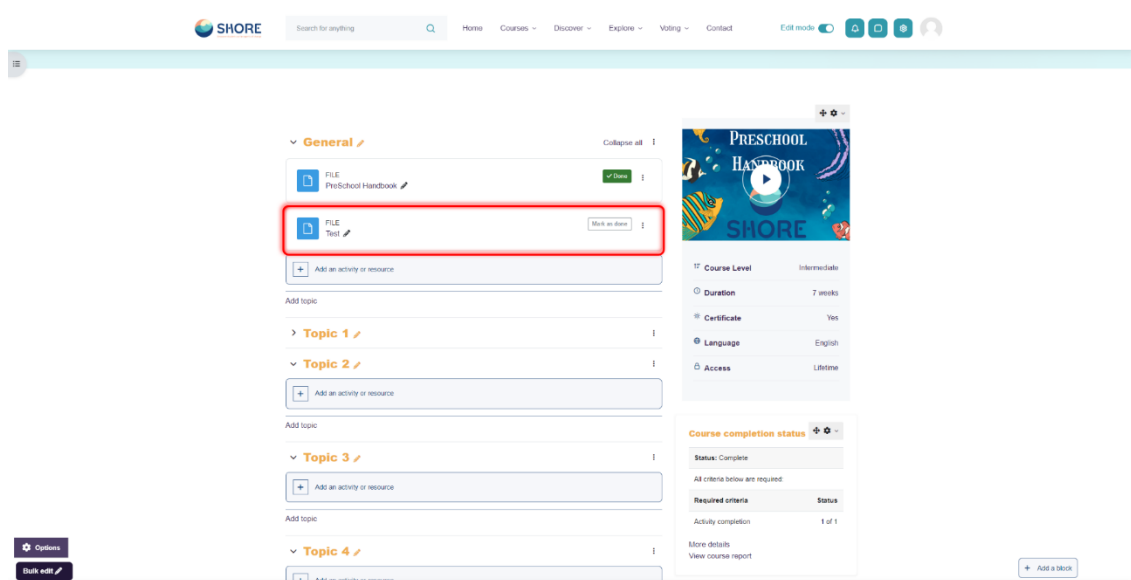 SHORE
Search for anything
Home Courses Discover Explore Voting Contact
Edit mode
General
Collapse all
FILE
PreSchool Handbook
Done
FILE
Test
Mark as done
Add an activity or resource
Add topic
Topic 1
Topic 2
Add an activity or resource
Add topic
Topic 3
Add an activity or resource
Add topic
Topic 4
Add an activity or resource
PRESCHOOL
HANDBOOK
SHORE
Course Level Intermediate
Duration 7 weeks
Certificate Yes
Language English
Access Lifetime
Course completion status
Status: Complete
All criteria below are required
Required criteria Status
Activity completion 1 of 1
More details
View course report
Options
Bulk edit
+ Add a block